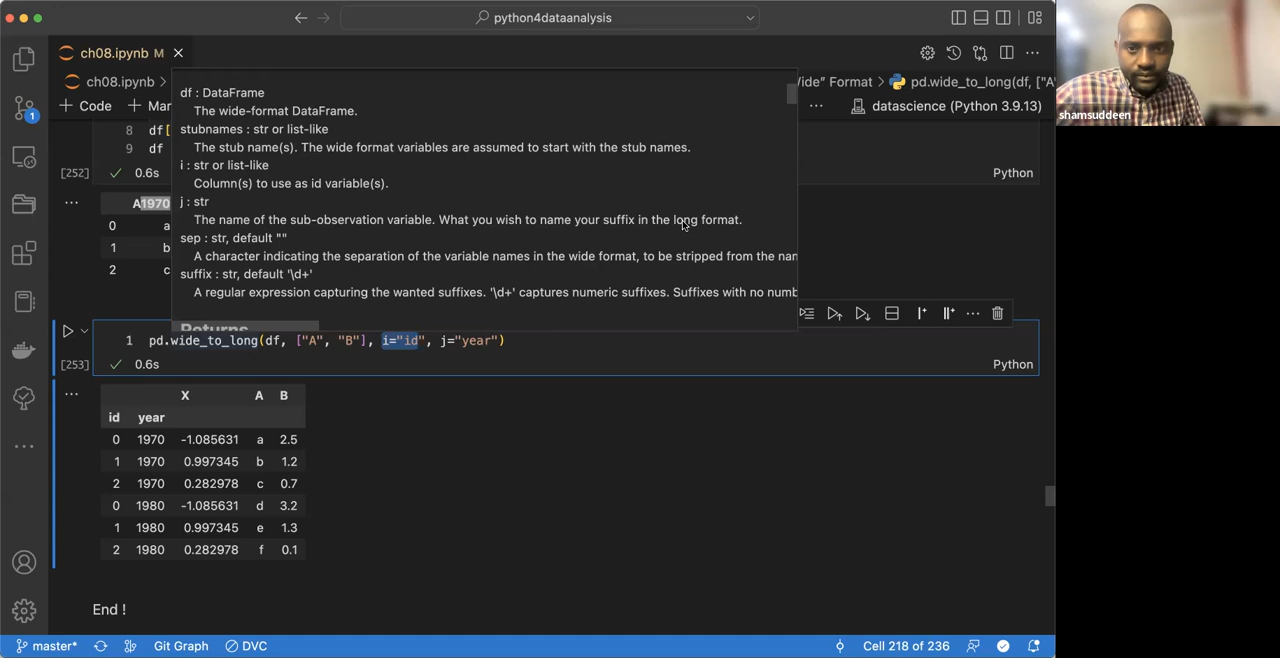 python4dataanalysis
ch08.ipynb M
ch08.ipynb > Wide” Format > pd.wide_to_long(df, ["A"
+ Code + Mar ... datascience (Python 3.9.13)
df : DataFrame
The wide-format DataFrame.
stubnames : str or list-like
The stub name(s). The wide format variables are assumed to start with the stub names.
i : str or list-like
Column(s) to use as id variable(s).
j : str
The name of the sub-observation variable. What you wish to name your suffix in the long format.
sep : str, default ""
A character indicating the separation of the variable names in the wide format, to be stripped from the nam
suffix : str, default '\d+'
A regular expression capturing the wanted suffixes. '\d+' captures numeric suffixes. Suffixes with no numb
Returns
8 df[
9 df
[252] 0.6s Python
A1970
0 a
1 b
2 c
1 pd.wide_to_long(df, ["A", "B"], i="id", j="year")
[253] 0.6s Python
X A B
id year
0 1970 -1.085631 a 2.5
1 1970 0.997345 b 1.2
2 1970 0.282978 c 0.7
0 1980 -1.085631 d 3.2
1 1980 0.997345 e 1.3
2 1980 0.282978 f 0.1
End !
1
master* Git Graph DVC Cell 218 of 236
shamsuddeen